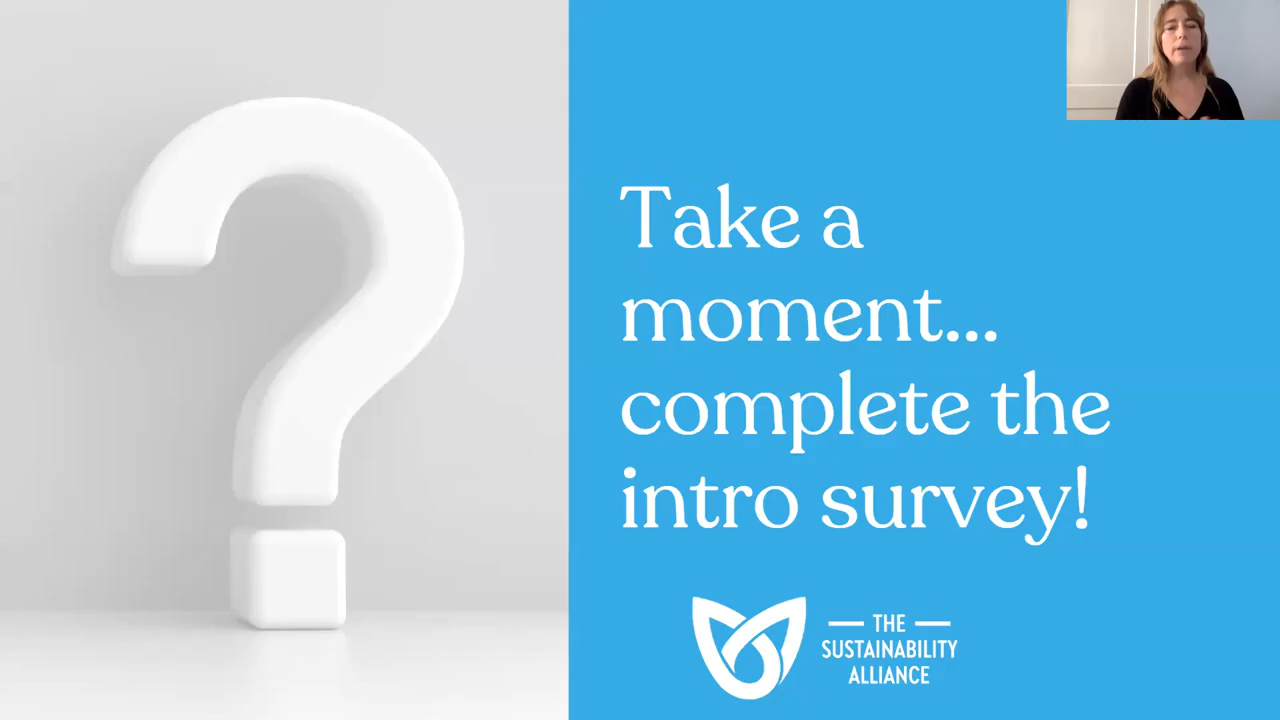 Take a
moment...
complete the
intro survey!
THE
SUSTAINABILITY
ALLIANCE